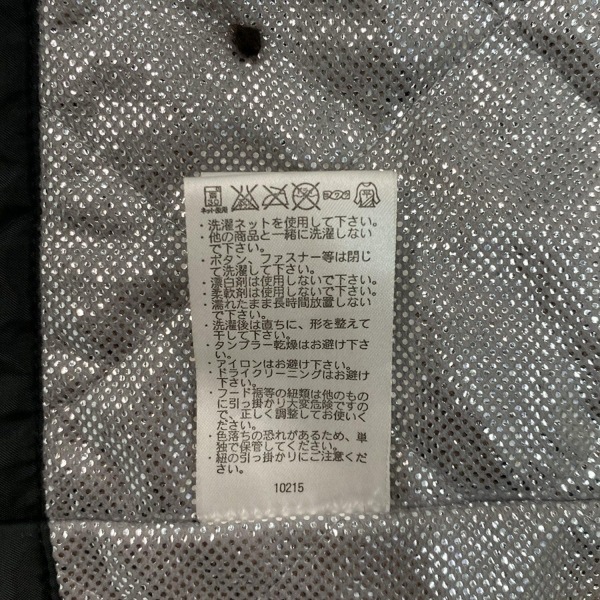 ネット使用
・洗濯ネットを使用して下さい。
・他の商品と一緒に洗濯しない
で下さい。
・ボタン、ファスナー等は閉じ
て洗濯して下さい。
・漂白剤は使用しないで下さい。
・柔軟剤は使用しないで下さい。
・濡れたまま長時間放置しない
で下さい。
・洗濯後は直ちに、形を整えて
干して下さい。
・タンブラー乾燥はお避け下さ
い。
・アイロンはお避け下さい。
・ドライクリーニングはお避け
下さい。
・フード裾等の紐類は他のもの
に引っ掛かり大変危険ですの
で、正しく調整してお使いく
ださい。
・色落ちの恐れがあるため、単
独で保管してください。
・紐の引っ掛かりにご注意くだ
さい。
10215